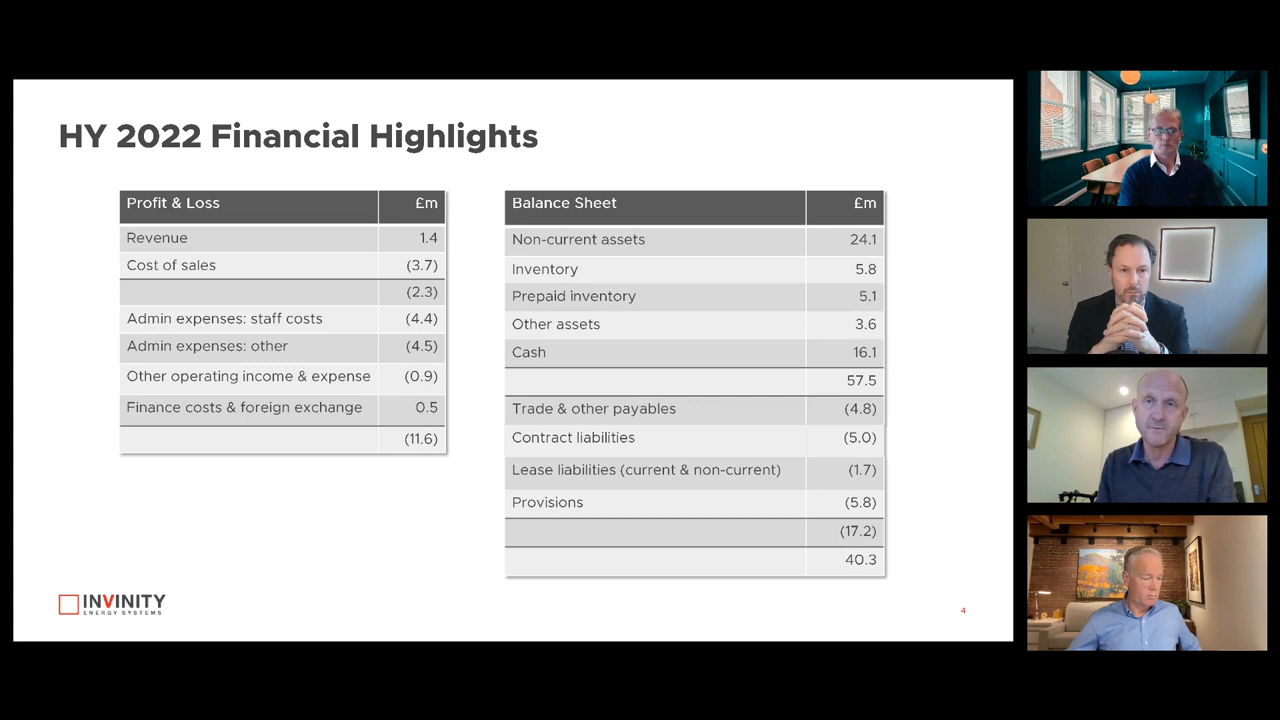 HY 2022 Financial Highlights
Profit & Loss £m
Revenue 1.4
Cost of sales (3.7)
(2.3)
Admin expenses: staff costs (4.4)
Admin expenses: other (4.5)
Other operating income & expense (0.9)
Finance costs & foreign exchange 0.5
(11.6)
Balance Sheet £m
Non-current assets 24.1
Inventory 5.8
Prepaid inventory 5.1
Other assets 3.6
Cash 16.1
57.5
Trade & other payables (4.8)
Contract liabilities (5.0)
Lease liabilities (current & non-current) (1.7)
Provisions (5.8)
(17.2)
40.3
INVINITY
ENERGY SYSTEMS
4